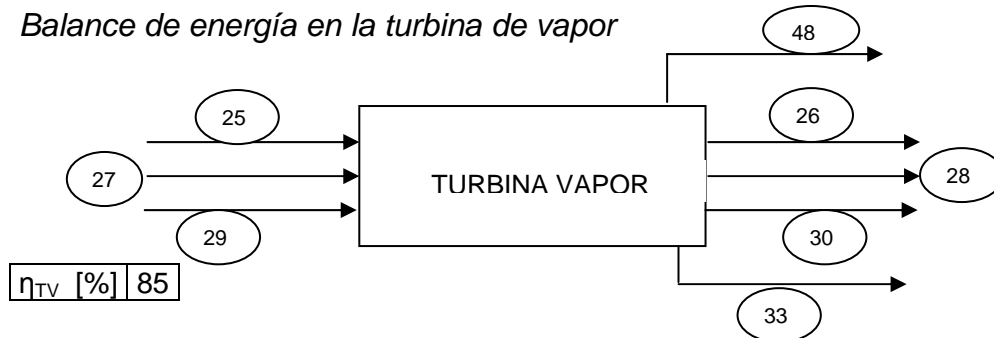 Balance de energía en la turbina de vapor
48
25
26
27
TURBINA VAPOR
28
29
30
ηTV [%] 85
33